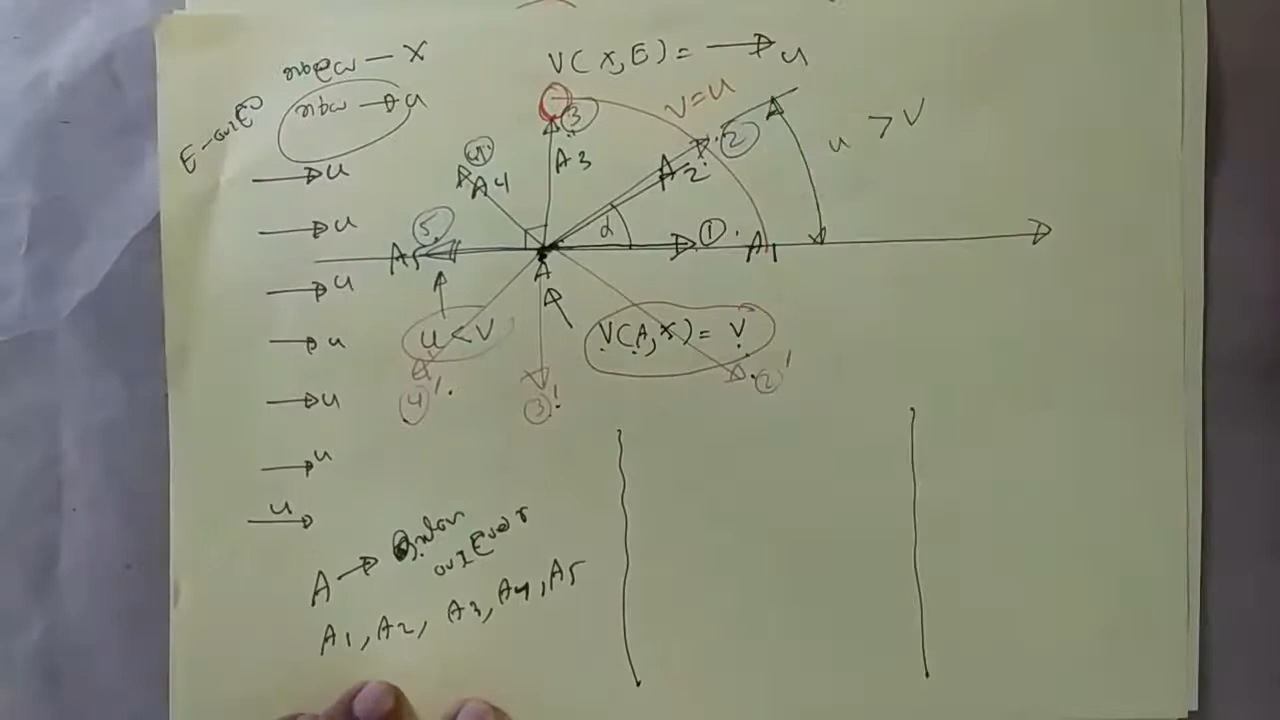 V(X,E) = → u
— X
→ u
V = U
u > V
→ u
→ u
→ u
→ u
→ u
→ u
u
③
②
④
A3
A4
A2
⑤
α
①
A1
A5
A
u < V
V(A,X) = V
④'
③'
②'
A →
A1, A2, A3, A4, A5